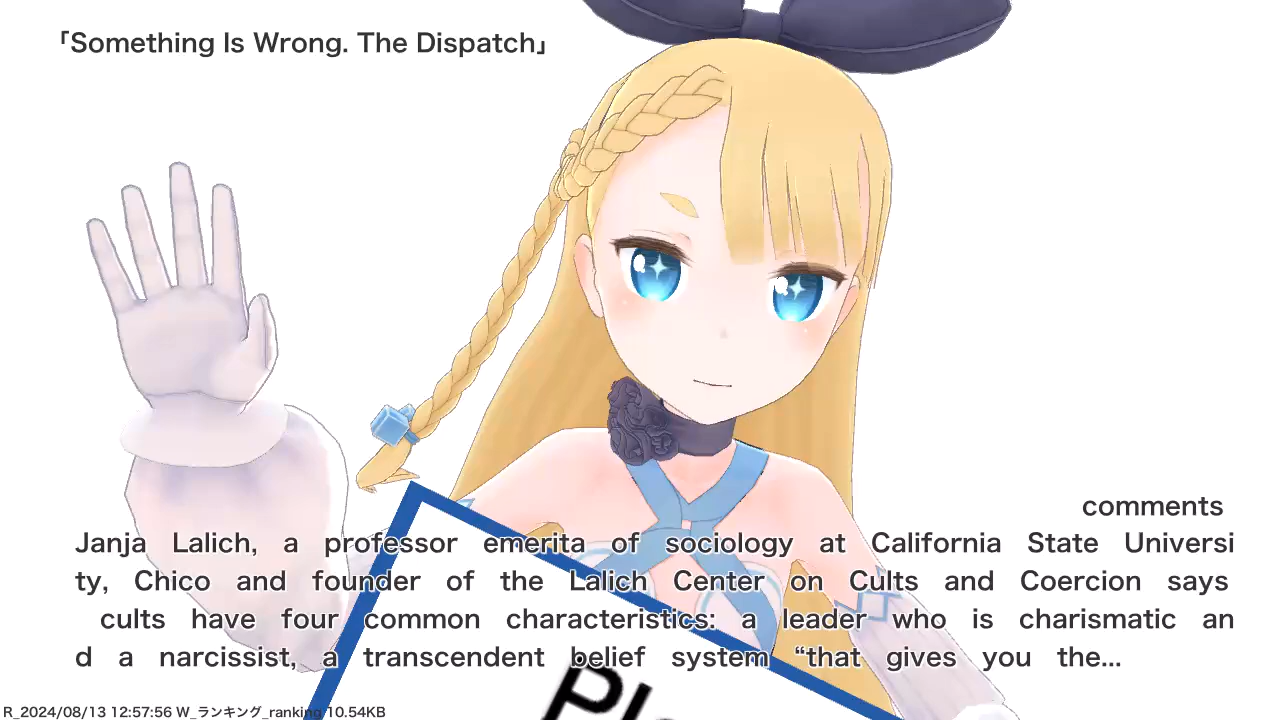 「Something Is Wrong. The Dispatch」
comments
Janja Lalich, a professor emerita of sociology at California State Universi
ty, Chico and founder of the Lalich Center on Cults and Coercion says
cults have four common characteristics: a leader who is charismatic an
d a narcissist, a transcendent belief system “that gives you the...
R_2024/08/13 12:57:56 W_ランキング_ranking 10.54KB